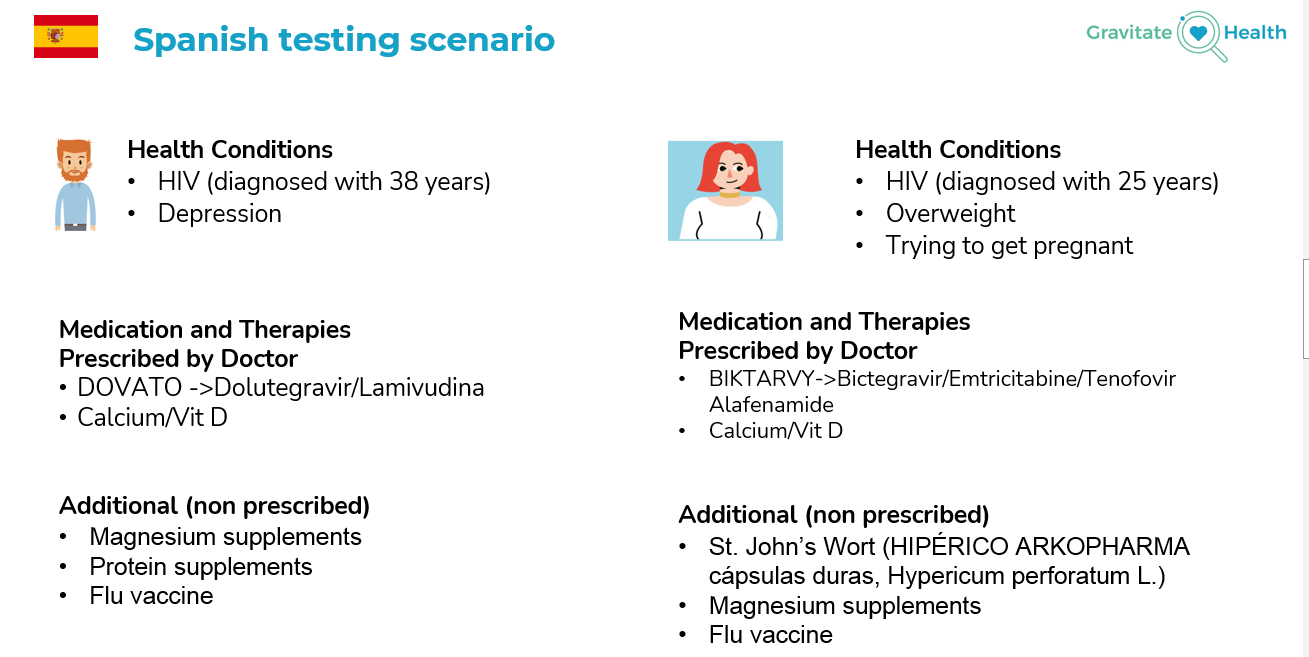 Spanish testing scenario
Gravitate Health
Health Conditions
• HIV (diagnosed with 38 years)
• Depression
Medication and Therapies
Prescribed by Doctor
• DOVATO ->Dolutegravir/Lamivudina
• Calcium/Vit D
Additional (non prescribed)
• Magnesium supplements
• Protein supplements
• Flu vaccine
Health Conditions
• HIV (diagnosed with 25 years)
• Overweight
• Trying to get pregnant
Medication and Therapies
Prescribed by Doctor
• BIKTARVY->Bictegravir/Emtricitabine/Tenofovir
Alafenamide
• Calcium/Vit D
Additional (non prescribed)
• St. John’s Wort (HIPÉRICO ARKOPHARMA
cápsulas duras, Hypericum perforatum L.)
• Magnesium supplements
• Flu vaccine